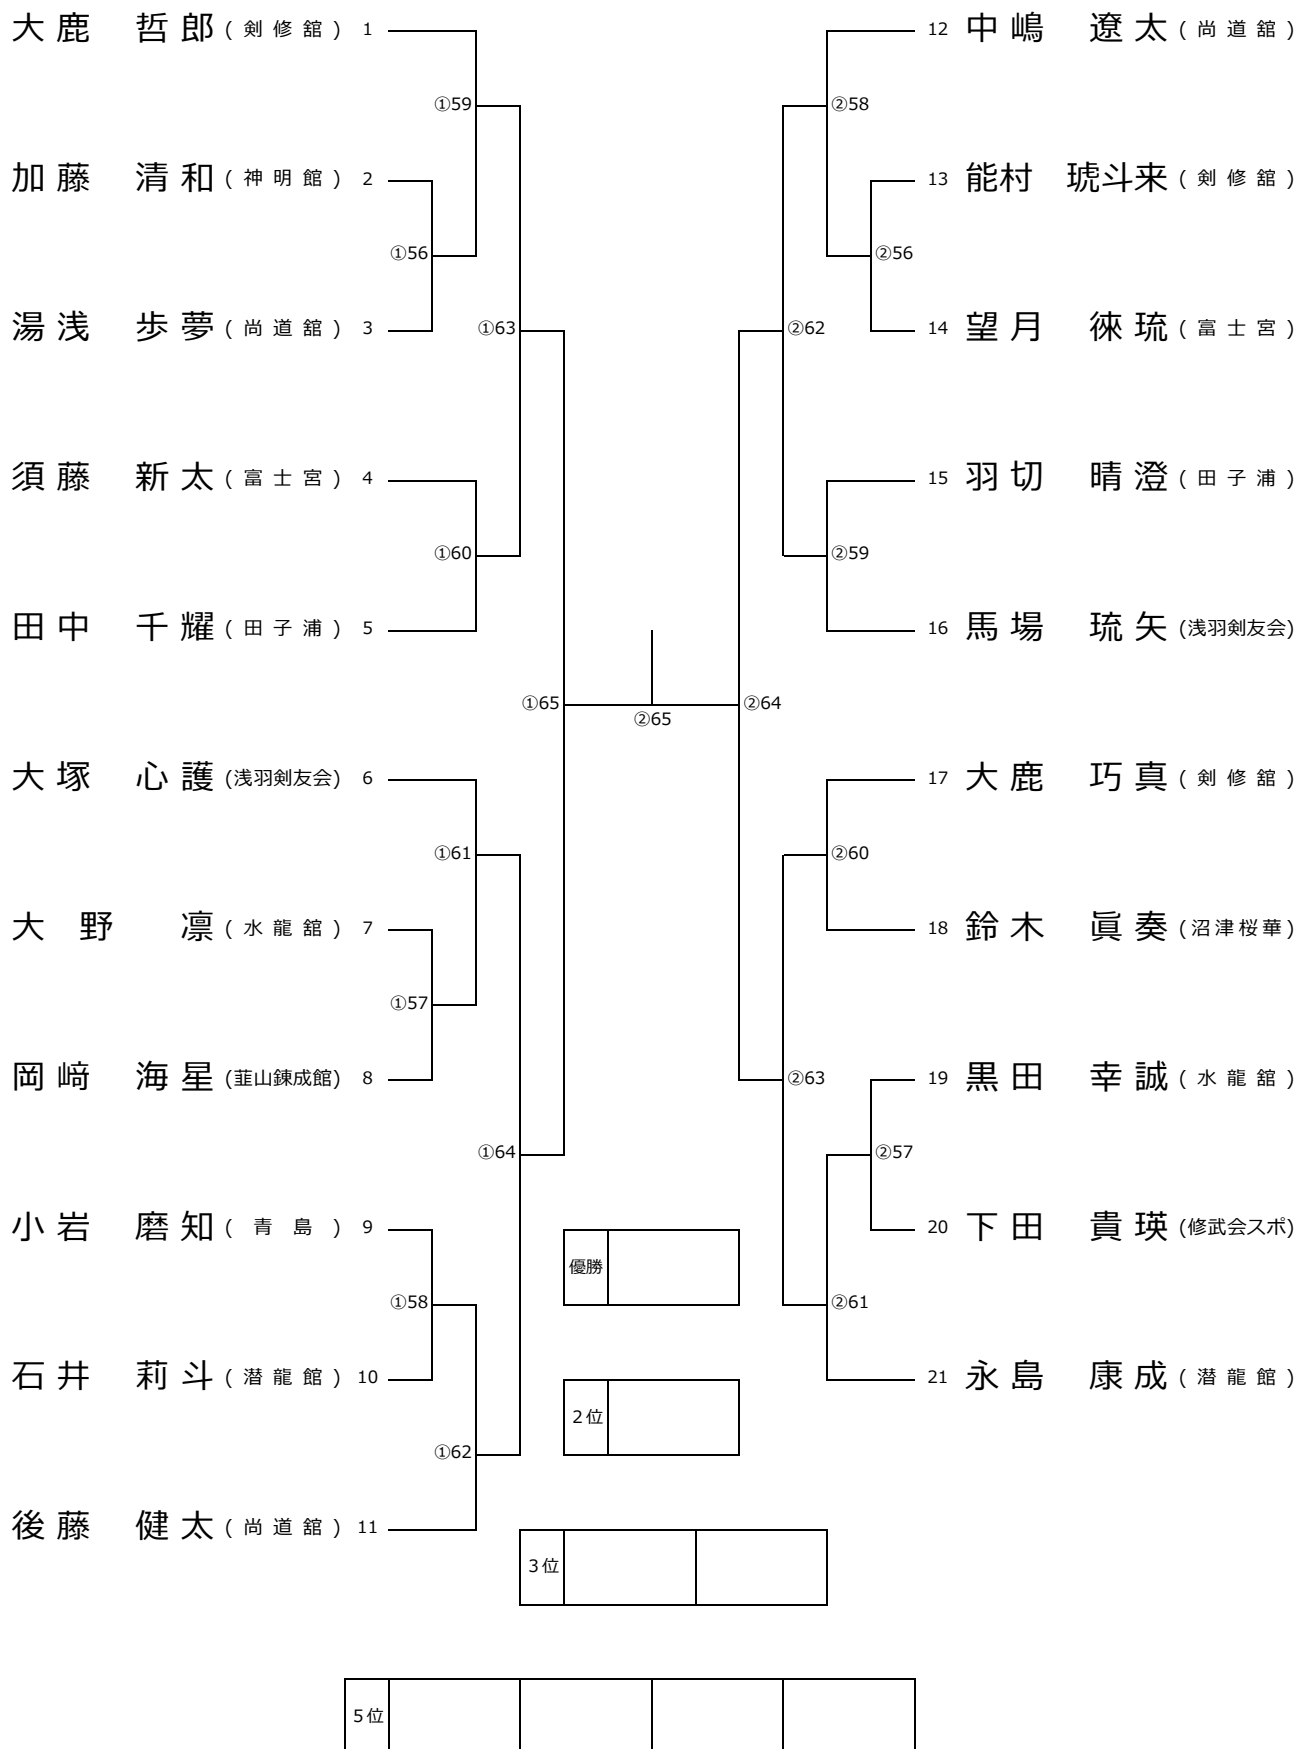 大鹿 哲郎 (剣修舘) 1
①59
加藤 清和 (神明館) 2
①56
湯浅 歩夢 (尚道舘) 3
①63
須藤 新太 (富士宮) 4
①60
田中 千耀 (田子浦) 5
①65
大塚 心護 (浅羽剣友会) 6
①61
大野 凛 (水龍舘) 7
①57
岡﨑 海星 (韮山錬成館) 8
①64
小岩 磨知 (青島) 9
①58
石井 莉斗 (潜龍館) 10
①62
後藤 健太 (尚道舘) 11
②65
12 中嶋 遼太 (尚道舘)
②58
13 能村 琥斗来 (剣修舘)
②56
14 望月 徠琉 (富士宮)
②62
15 羽切 晴澄 (田子浦)
②59
16 馬場 琉矢 (浅羽剣友会)
②64
17 大鹿 巧真 (剣修舘)
②60
18 鈴木 眞奏 (沼津桜華)
②63
19 黒田 幸誠 (水龍舘)
②57
20 下田 貴瑛 (修武会スポ)
②61
21 永島 康成 (潜龍館)
優勝
２位
３位
５位